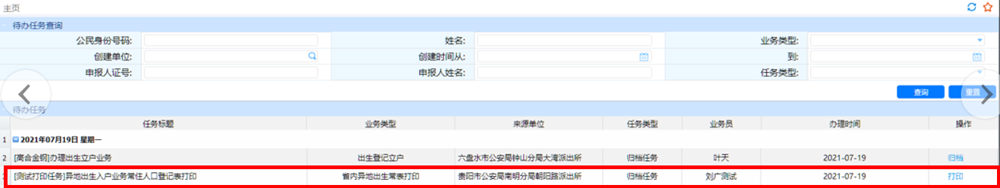 主页
待办任务查询
公民身份号码: 姓名: 业务类型:
创建单位: 创建时间从: 到:
申报人证号: 申报人姓名: 任务类型:
查询 重置
待办任务
任务标题 业务类型 来源单位 任务类型 业务员 办理时间 操作
1 2021年07月19日 星期一
2 [高合金钢]办理出生立户业务 出生登记立户 六盘水市公安局钟山分局大湾派出所 归档任务 叶天 2021-07-19 归档
[测试打印任务]异地出生入户业务常住人口登记表打印 省内异地出生常表打印 贵阳市公安局南明分局朝阳路派出所 归档任务 刘广测试 2021-07-19 打印